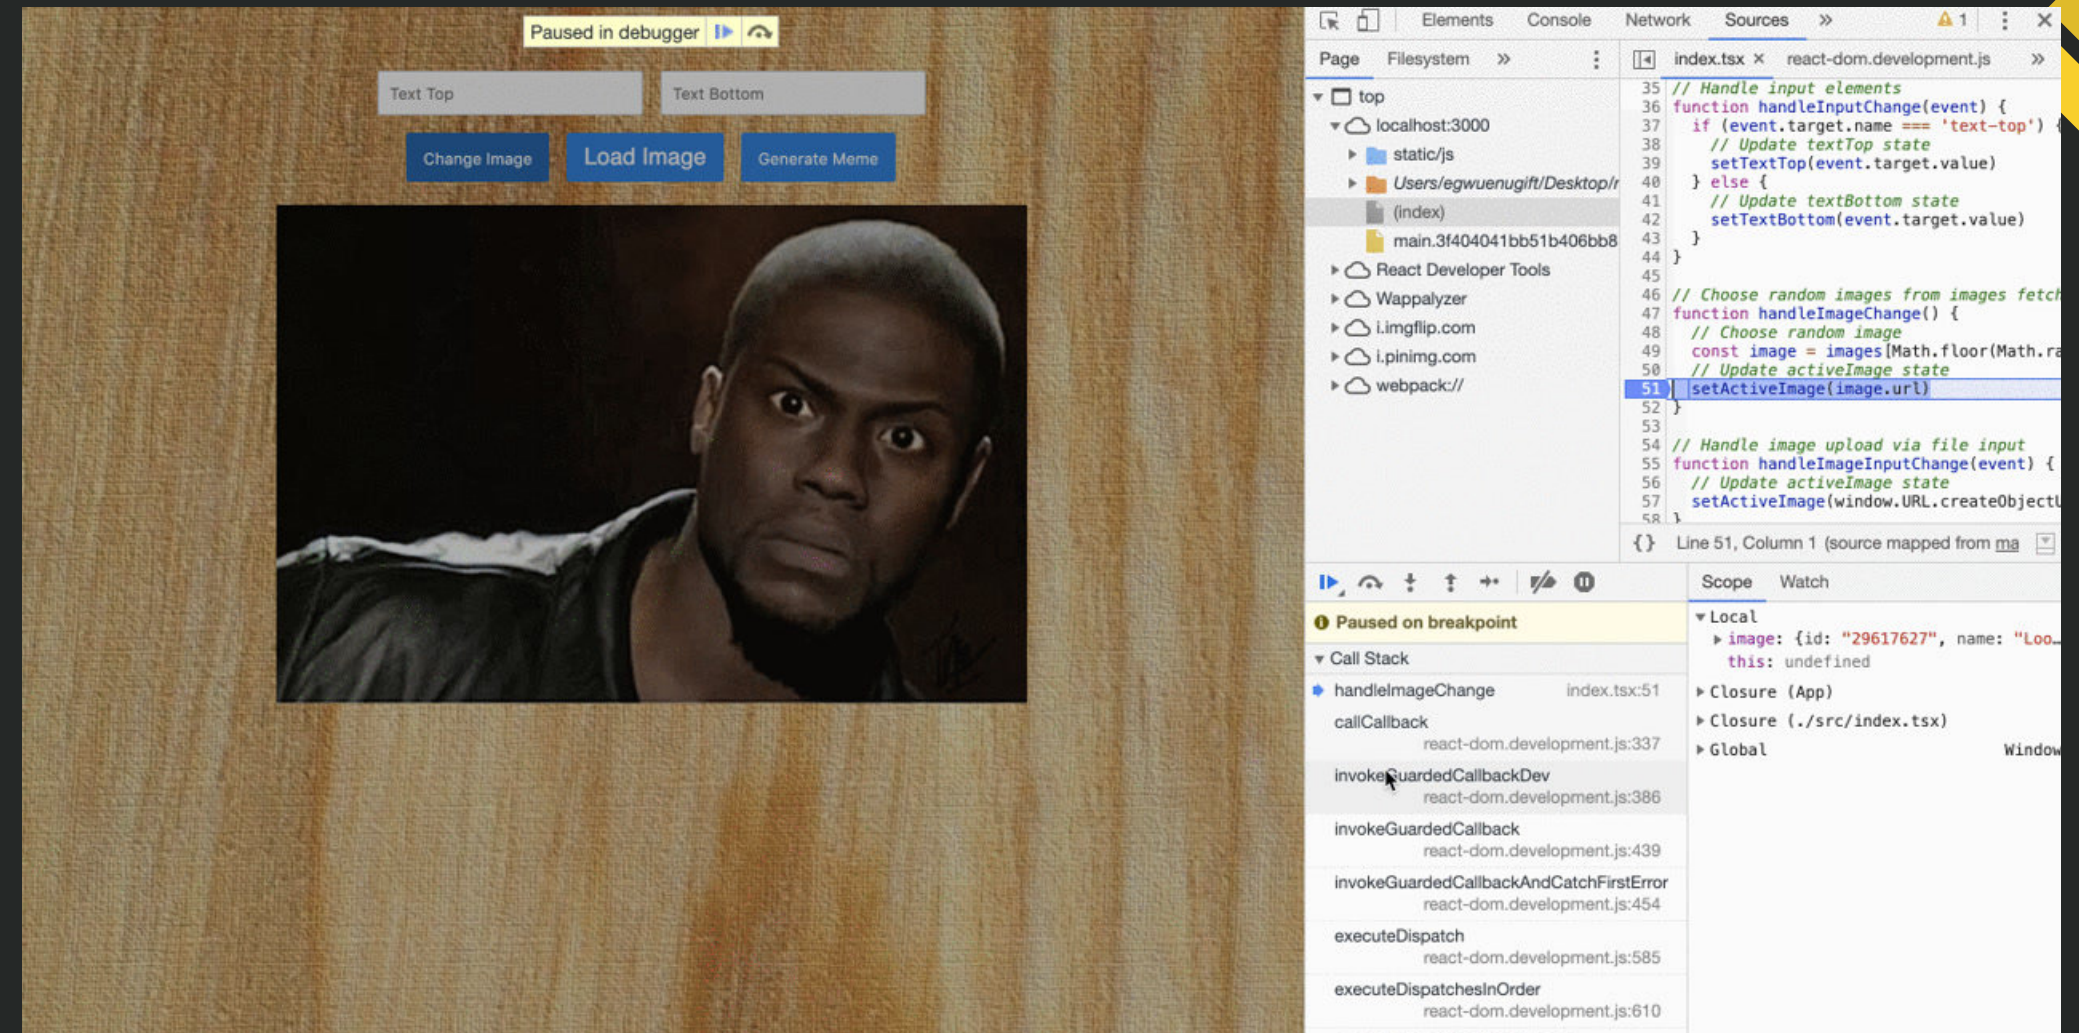 Paused in debugger
Text Top
Text Bottom
Change Image
Load Image
Generate Meme
Elements
Console
Network
Sources
»
1
Page
Filesystem
»
top
localhost:3000
static/js
Users/egwuenugift/Desktop/r
(index)
main.3f404041bb51b406bb8
React Developer Tools
Wappalyzer
i.imgflip.com
i.pinimg.com
webpack://
index.tsx ×
react-dom.development.js
»
35 // Handle input elements
36 function handleInputChange(event) {
37 if (event.target.name === 'text-top') {
38 // Update textTop state
39 setTextTop(event.target.value)
40 } else {
41 // Update textBottom state
42 setTextBottom(event.target.value)
43 }
44 }
45
46 // Choose random images from images fetch
47 function handleImageChange() {
48 // Choose random image
49 const image = images[Math.floor(Math.ra
50 // Update activeImage state
51 setActiveImage(image.url)
52 }
53
54 // Handle image upload via file input
55 function handleImageInputChange(event) {
56 // Update activeImage state
57 setActiveImage(window.URL.createObjectU
58 }
{} Line 51, Column 1 (source mapped from ma
Paused on breakpoint
Call Stack
handleImageChange index.tsx:51
callCallback
react-dom.development.js:337
invokeGuardedCallbackDev
react-dom.development.js:386
invokeGuardedCallback
react-dom.development.js:439
invokeGuardedCallbackAndCatchFirstError
react-dom.development.js:454
executeDispatch
react-dom.development.js:585
executeDispatchesInOrder
react-dom.development.js:610
Scope
Watch
Local
image: {id: "29617627", name: "Loo…
this: undefined
Closure (App)
Closure (./src/index.tsx)
Global Window